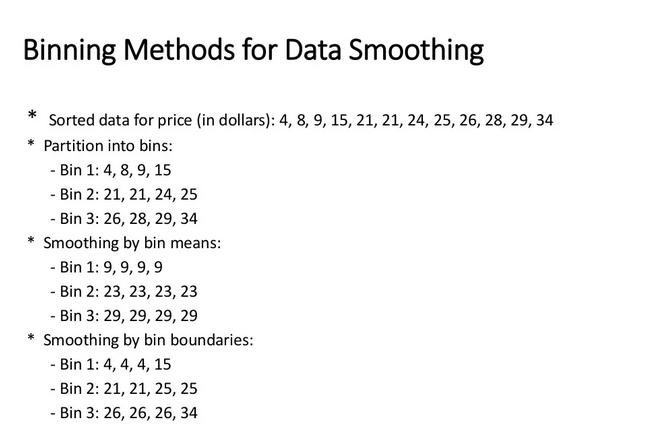 Binning Methods for Data Smoothing
* Sorted data for price (in dollars): 4, 8, 9, 15, 21, 21, 24, 25, 26, 28, 29, 34
* Partition into bins:
- Bin 1: 4, 8, 9, 15
- Bin 2: 21, 21, 24, 25
- Bin 3: 26, 28, 29, 34
* Smoothing by bin means:
- Bin 1: 9, 9, 9, 9
- Bin 2: 23, 23, 23, 23
- Bin 3: 29, 29, 29, 29
* Smoothing by bin boundaries:
- Bin 1: 4, 4, 4, 15
- Bin 2: 21, 21, 25, 25
- Bin 3: 26, 26, 26, 34